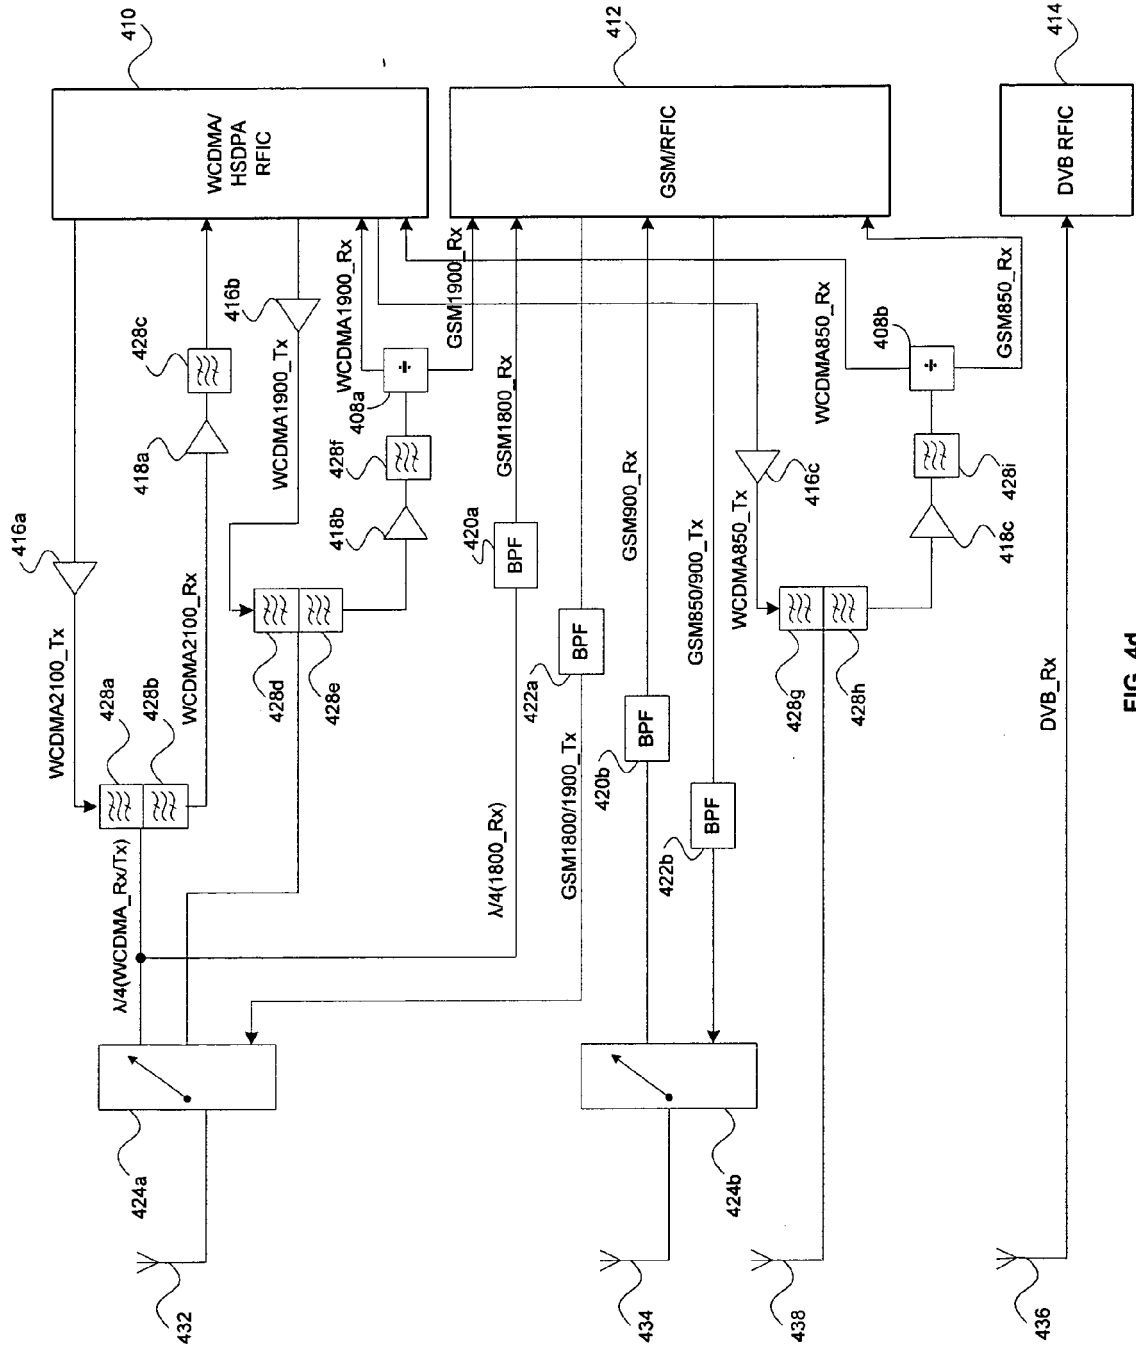 410
412
414
WCDMA/
HSDPA
RFIC
GSM/RFIC
DVB RFIC
416a
WCDMA2100_Tx
428a
428b
WCDMA2100_Rx
418a
428c
416b
WCDMA1900_Tx
428d
428e
418b
428f
408a
÷
WCDMA1900_Rx
GSM1900_Rx
GSM1800_Rx
420a
BPF
λ/4(WCDMA_Rx/Tx)
λ/4(1800_Rx)
422a
BPF
GSM1800/1900_Tx
GSM900_Rx
420b
BPF
GSM850/900_Tx
422b
BPF
WCDMA850_Tx
416c
428g
428h
418c
428i
408b
÷
WCDMA850_Rx
GSM850_Rx
DVB_Rx
424a
424b
432
434
438
436
FIG. 4d